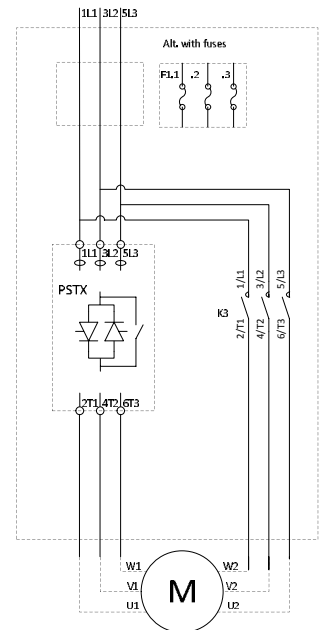 1L1 3L2 5L3
Alt. with fuses
F1.1 .2 .3
1L1 3L2 5L3
PSTX
1/L1 3/L2 5/L3
K3
2/T1 4/T2 6/T3
2T1 4T2 6T3
W1 W2
V1 M V2
U1 U2